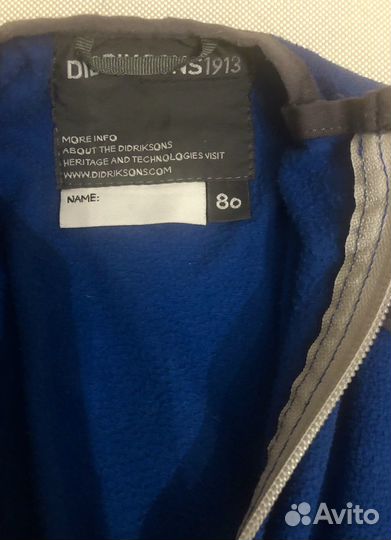 DIDRIKSONS1913
MORE INFO
ABOUT THE DIDRIKSONS
HERITAGE AND TECHNOLOGIES VISIT
WWW.DIDRIKSONS.COM
NAME:
80
Avito